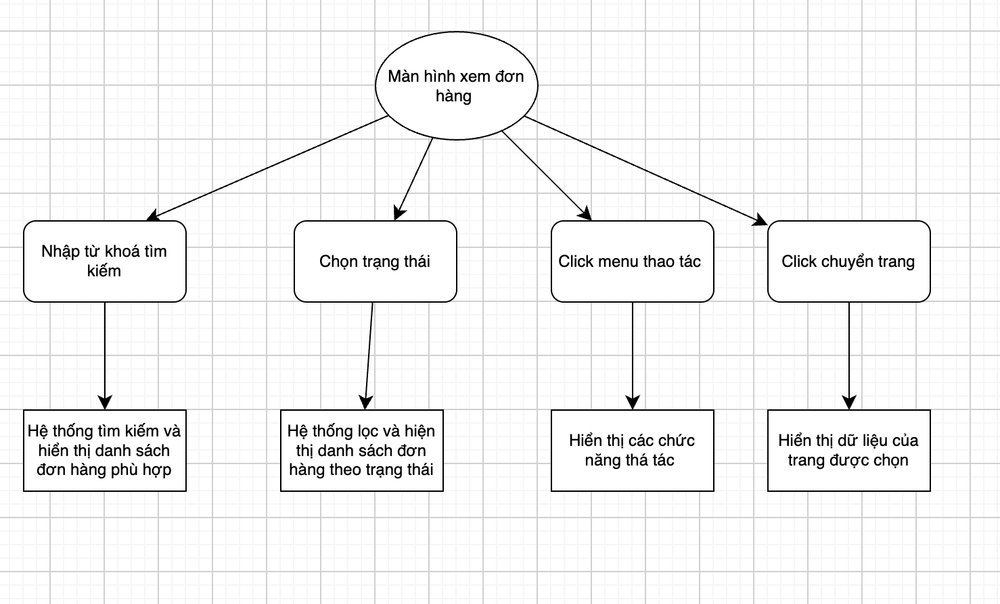 Màn hình xem đơn
hàng
Nhập từ khoá tìm
kiếm
Chọn trạng thái
Click menu thao tác
Click chuyển trang
Hệ thống tìm kiếm và
hiển thị danh sách
đơn hàng phù hợp
Hệ thống lọc và hiện
thị danh sách đơn
hàng theo trạng thái
Hiển thị các chức
năng thá tác
Hiển thị dữ liệu của
trang được chọn